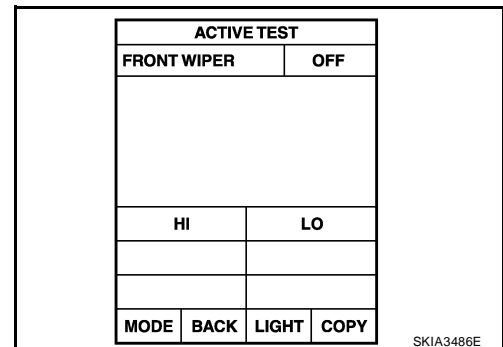 ACTIVE TEST
FRONT WIPER OFF
HI LO
MODE BACK LIGHT COPY
SKIA3486E